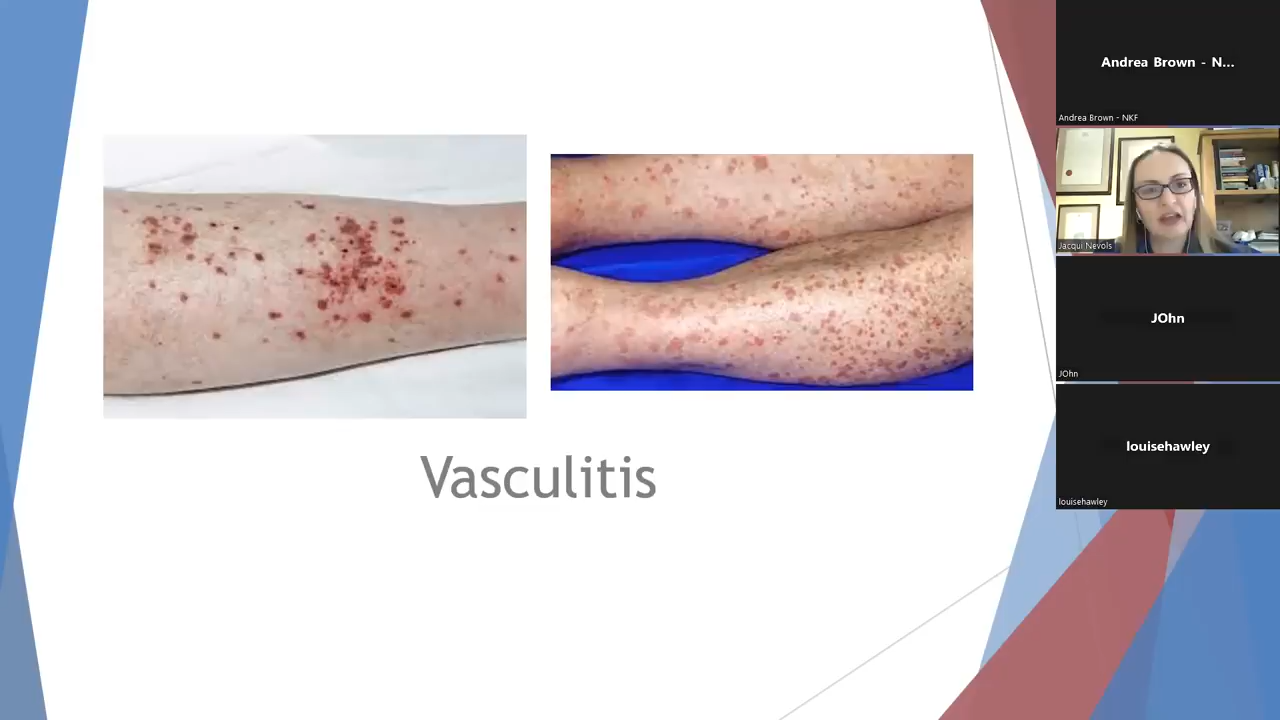 Vasculitis
Andrea Brown - N...
Andrea Brown - NKF
Jacqui Nevols
JOhn
JOhn
louisehawley
louisehawley